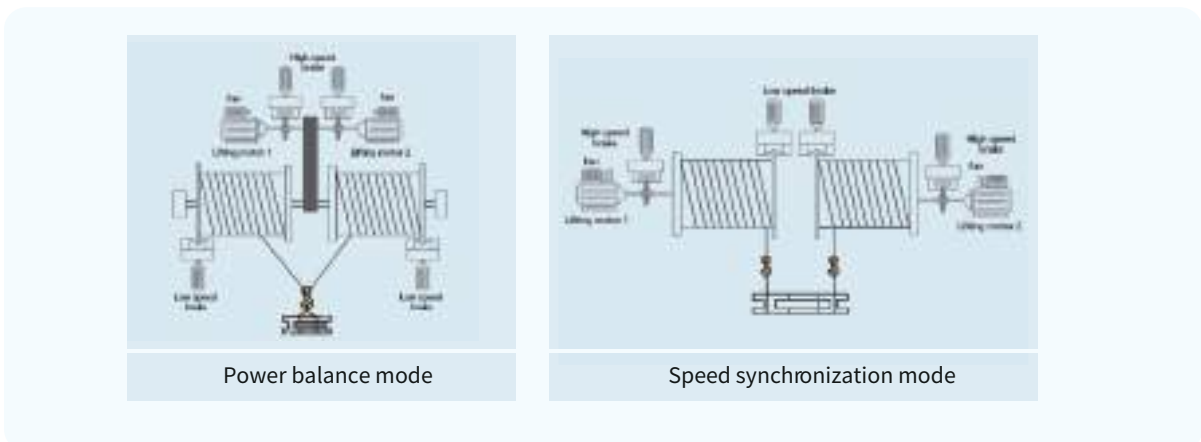 High speed
brake
Fan
Fan
Lifting motor 1
Lifting motor 2
Low speed
brake
Low speed
brake
Power balance mode
Low speed brake
High speed
brake
High speed
brake
Fan
Fan
Lifting motor 1
Lifting motor 2
Speed synchronization mode